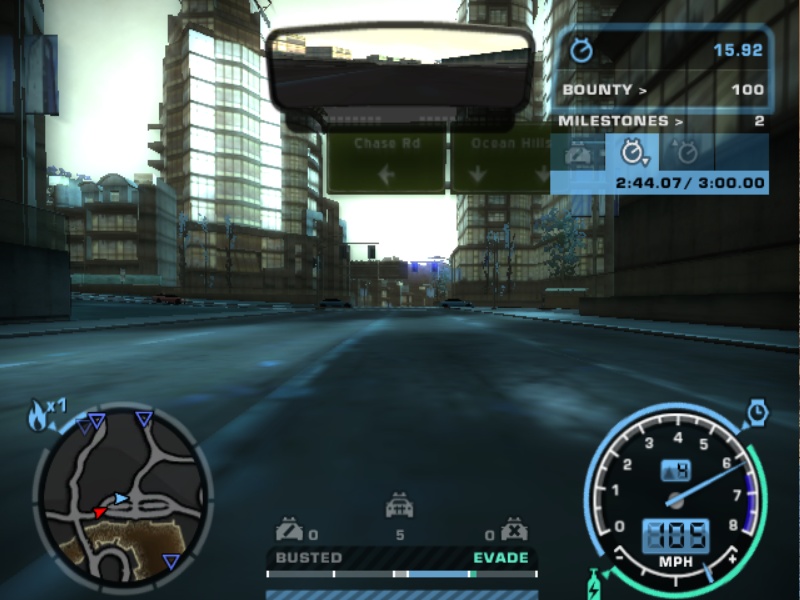 15.92
BOUNTY > 100
MILESTONES > 2
Chase Rd
Ocean Hills
2:44.07/ 3:00.00
x1
0 1 2 3 4 5 6 7 8
4
105
MPH
- +
0 5 0
BUSTED EVADE